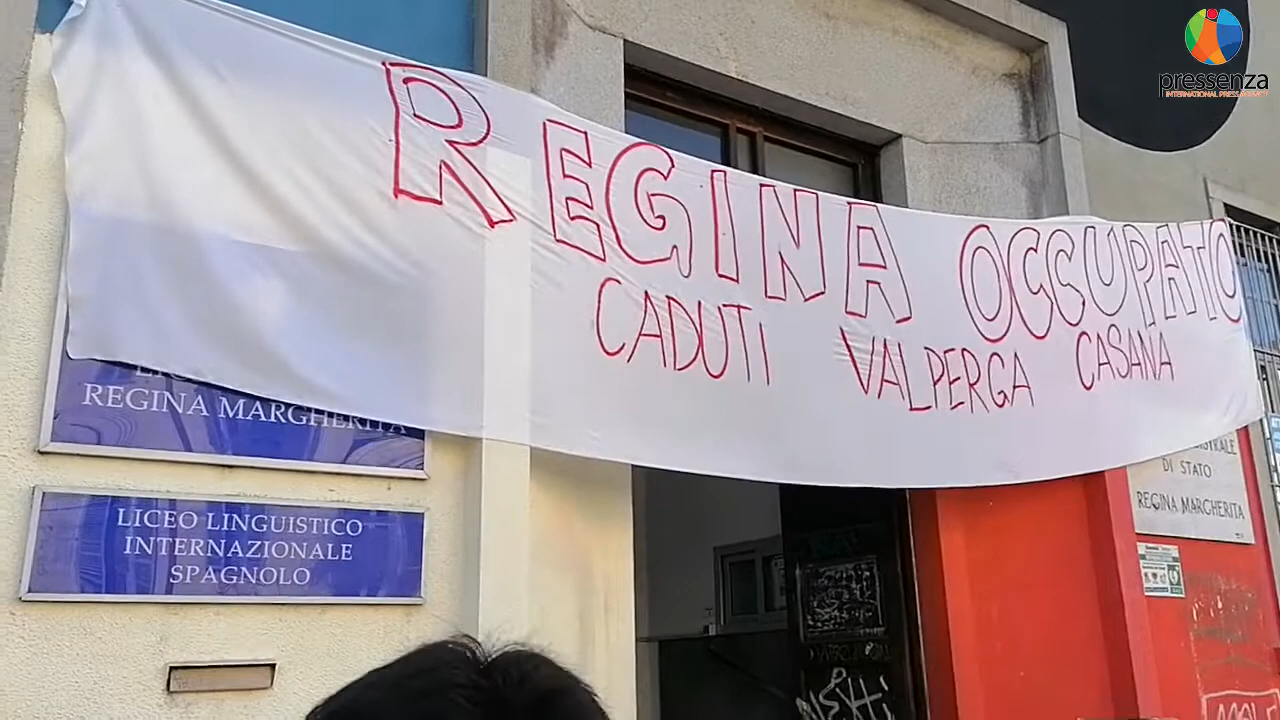 pressenza
INTERNATIONAL PRESS AGENCY
REGINA OCCUPATO
CADUTI VALPERGA CASANA
REGINA MARGHERITA
LICEO LINGUISTICO
INTERNAZIONALE
SPAGNOLO
DI STATO
REGINA MARGHERITA